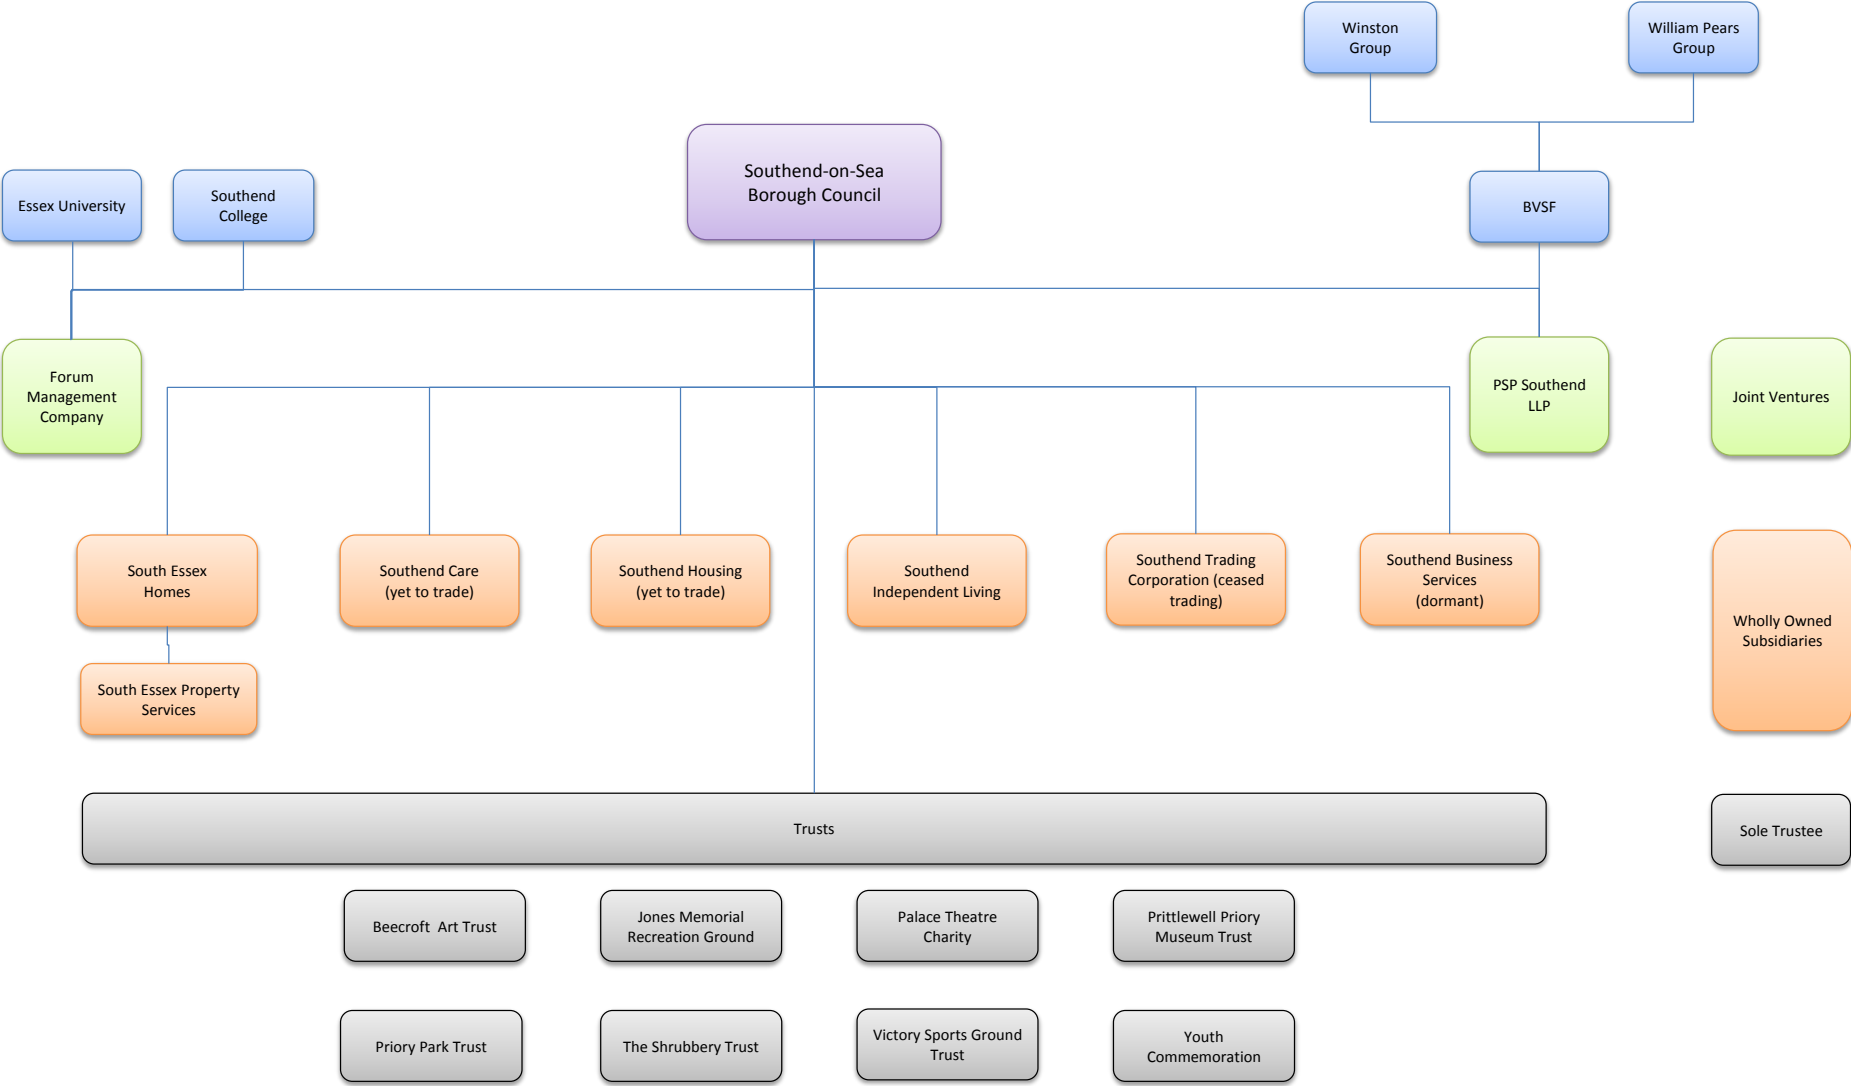 Winston
Group
William Pears
Group
Southend-on-Sea
Borough Council
Essex University
Southend
College
BVSF
Forum
Management
Company
PSP Southend
LLP
Joint Ventures
South Essex
Homes
Southend Care
(yet to trade)
Southend Housing
(yet to trade)
Southend
Independent Living
Southend Trading
Corporation (ceased
trading)
Southend Business
Services
(dormant)
Wholly Owned
Subsidiaries
South Essex Property
Services
Trusts
Sole Trustee
Beecroft  Art Trust
Jones Memorial
Recreation Ground
Palace Theatre
Charity
Prittlewell Priory
Museum Trust
Priory Park Trust
The Shrubbery Trust
Victory Sports Ground
Trust
Youth
Commemoration